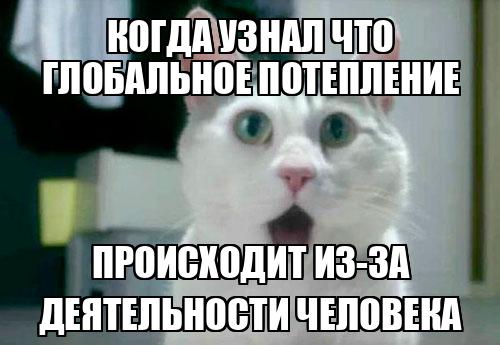 КОГДА УЗНАЛ ЧТО
ГЛОБАЛЬНОЕ ПОТЕПЛЕНИЕ
ПРОИСХОДИТ ИЗ-ЗА
ДЕЯТЕЛЬНОСТИ ЧЕЛОВЕКА